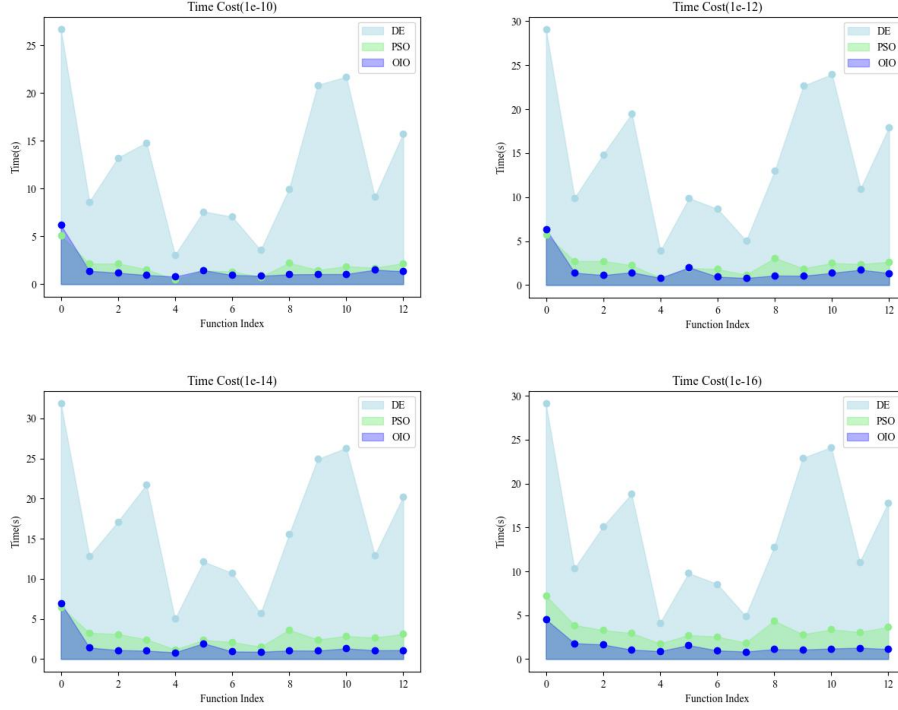 Time Cost(1e-10)
DE
PSO
OIO
25
20
15
10
5
0
Time(s)
0 2 4 6 8 10 12
Function Index
Time Cost(1e-12)
DE
PSO
OIO
30
25
20
15
10
5
0
Time(s)
0 2 4 6 8 10 12
Function Index
Time Cost(1e-14)
DE
PSO
OIO
30
25
20
15
10
5
0
Time(s)
0 2 4 6 8 10 12
Function Index
Time Cost(1e-16)
DE
PSO
OIO
30
25
20
15
10
5
0
Time(s)
0 2 4 6 8 10 12
Function Index